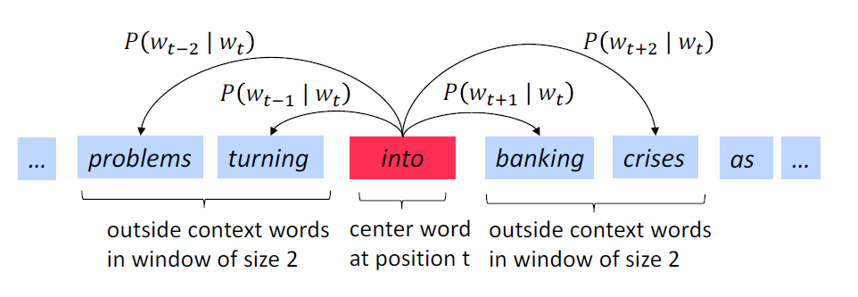 P(w_{t−2} | w_t) P(w_{t+2} | w_t)
P(w_{t−1} | w_t) P(w_{t+1} | w_t)
... problems turning into banking crises as ...
outside context words center word outside context words
in window of size 2 at position t in window of size 2